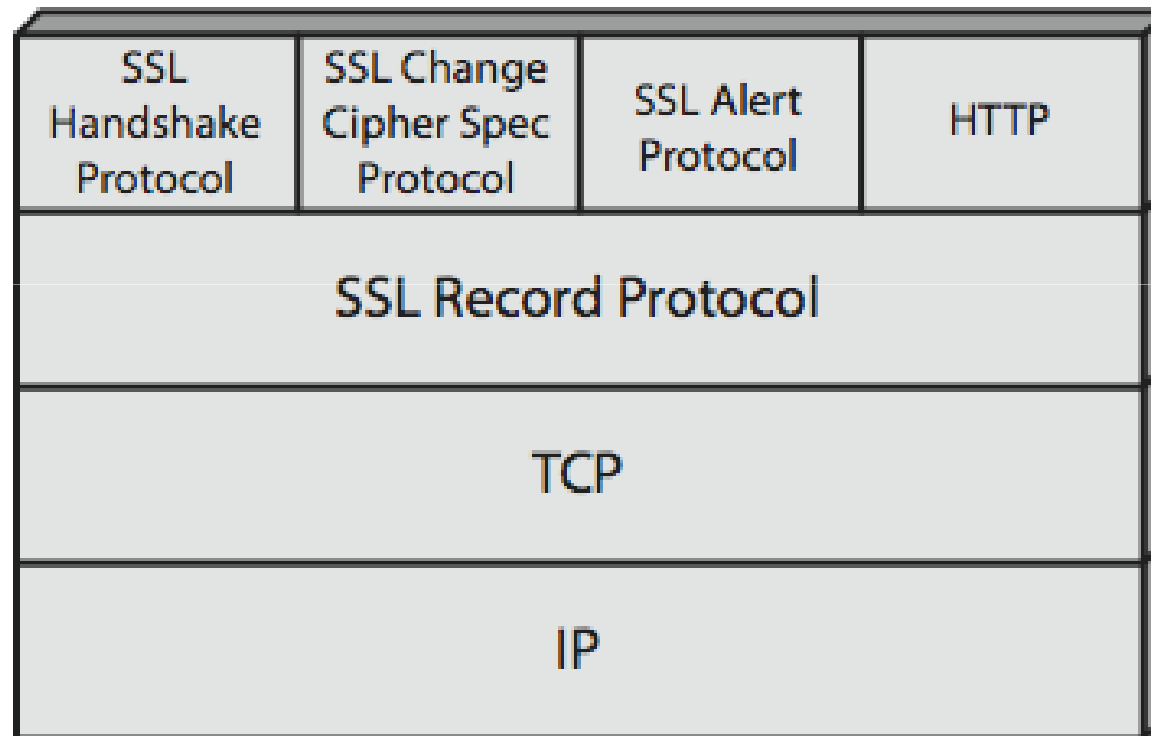 SSL
Handshake
Protocol
SSL Change
Cipher Spec
Protocol
SSL Alert
Protocol
HTTP
SSL Record Protocol
TCP
IP